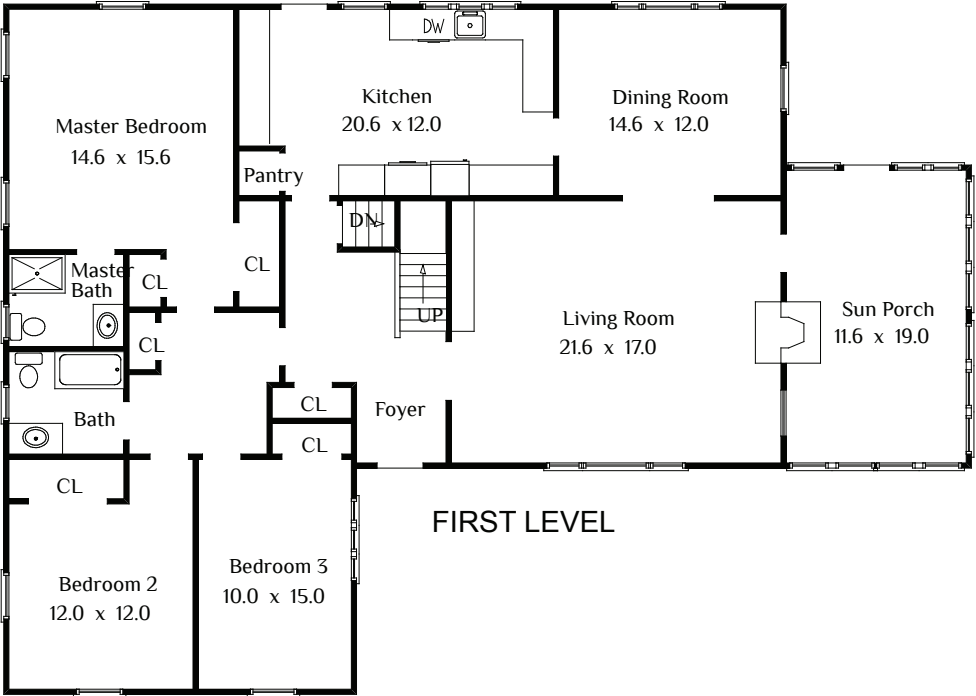 DW
Kitchen
20.6 x 12.0
Dining Room
14.6 x 12.0
Master Bedroom
14.6 x 15.6
Pantry
DN
CL
Master
Bath
CL
UP
Living Room
21.6 x 17.0
Sun Porch
11.6 x 19.0
CL
CL
Foyer
Bath
CL
CL
FIRST LEVEL
Bedroom 2
12.0 x 12.0
Bedroom 3
10.0 x 15.0